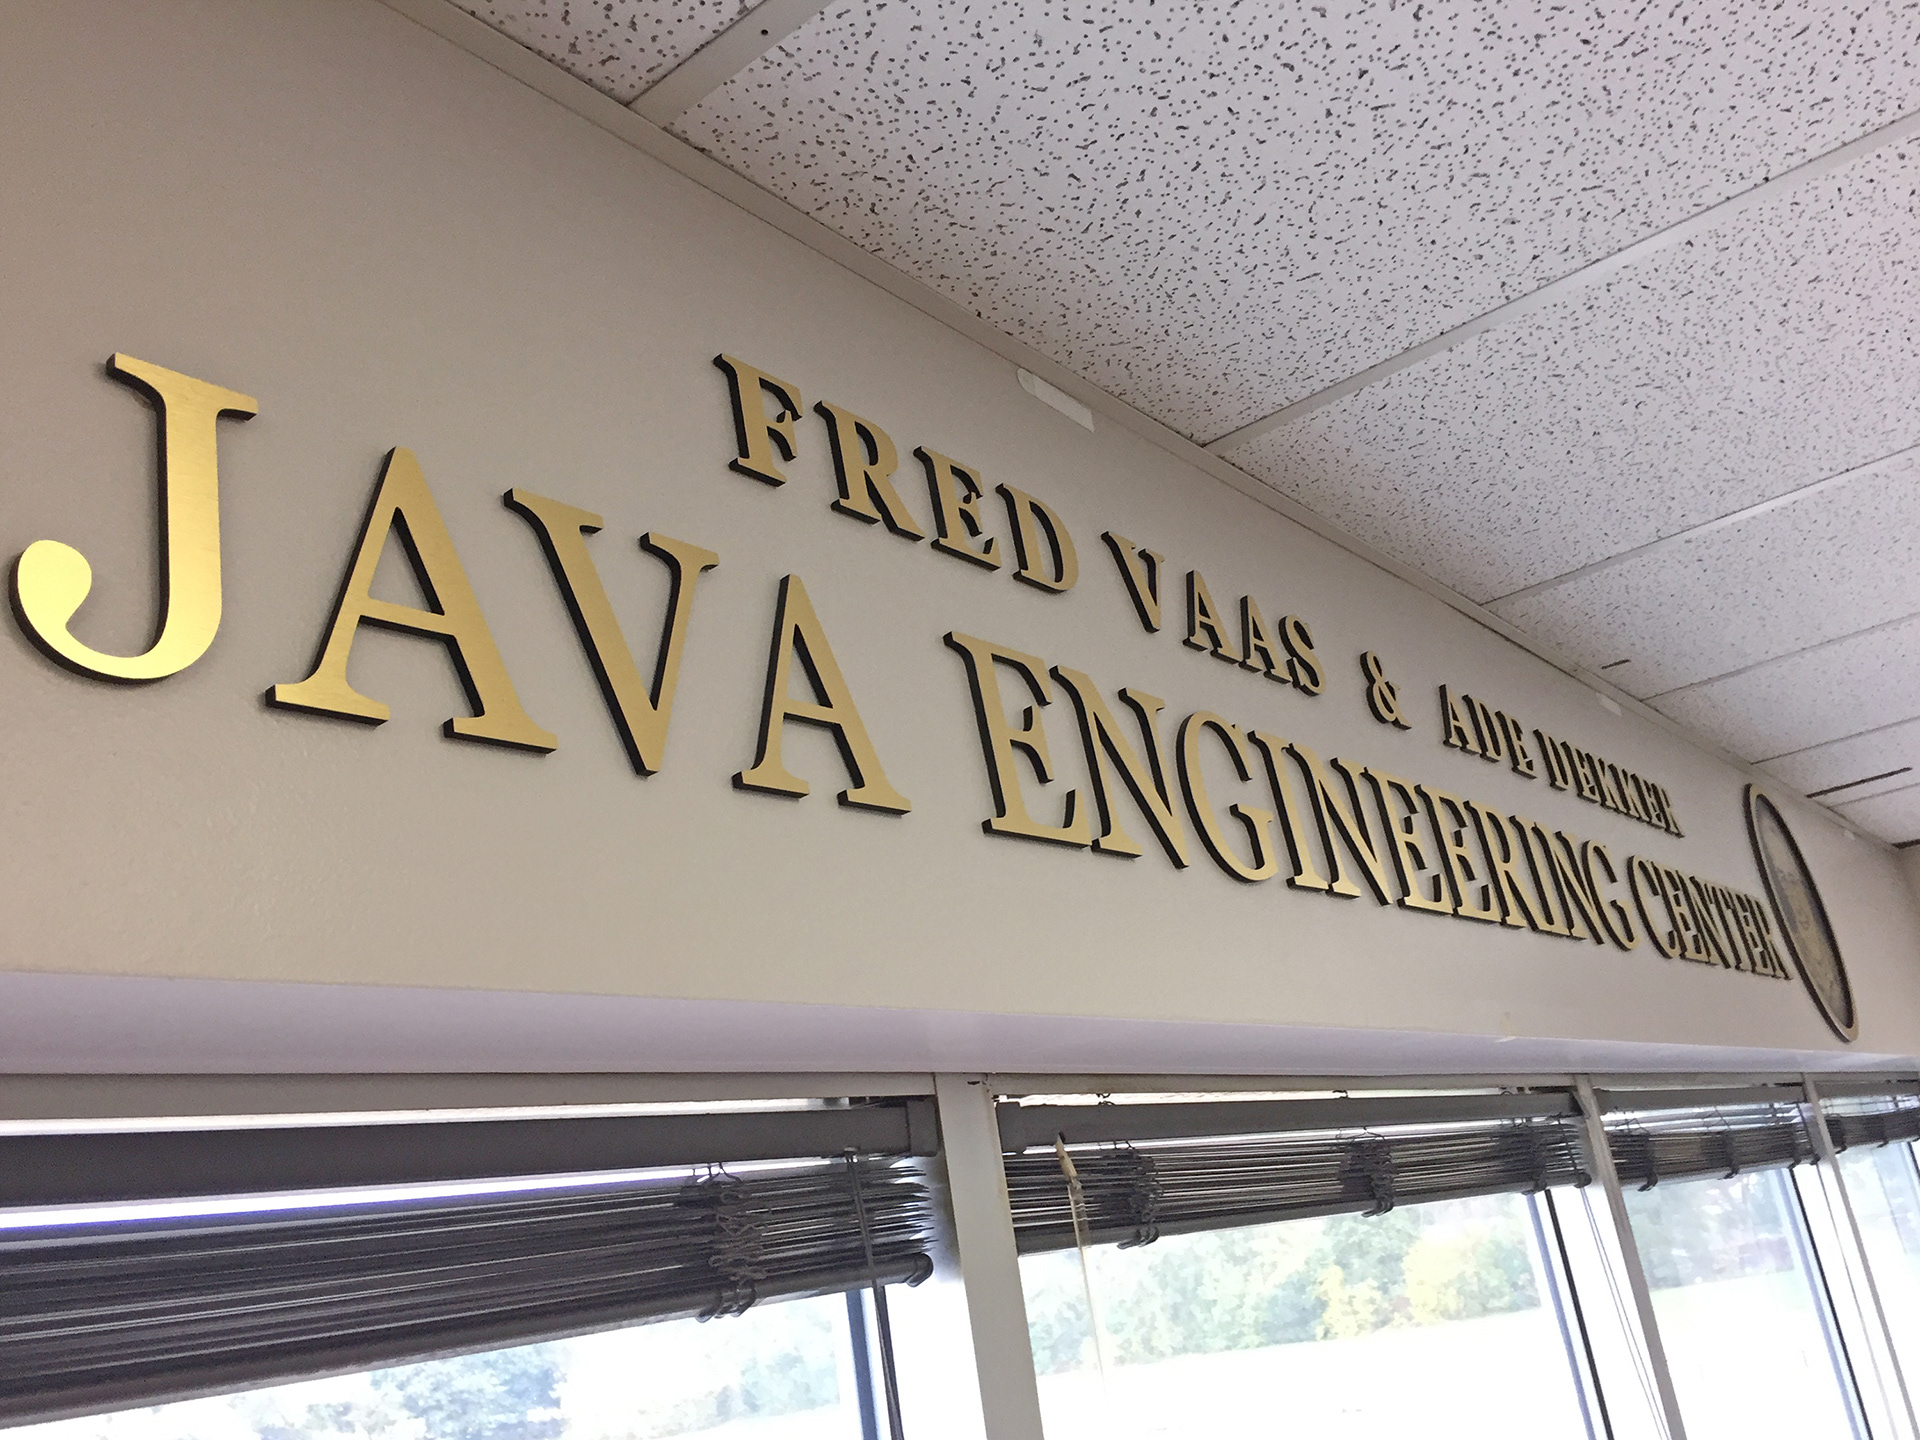 FRED VAAS & ADE DEKKER
JAVA ENGINEERING CENTER